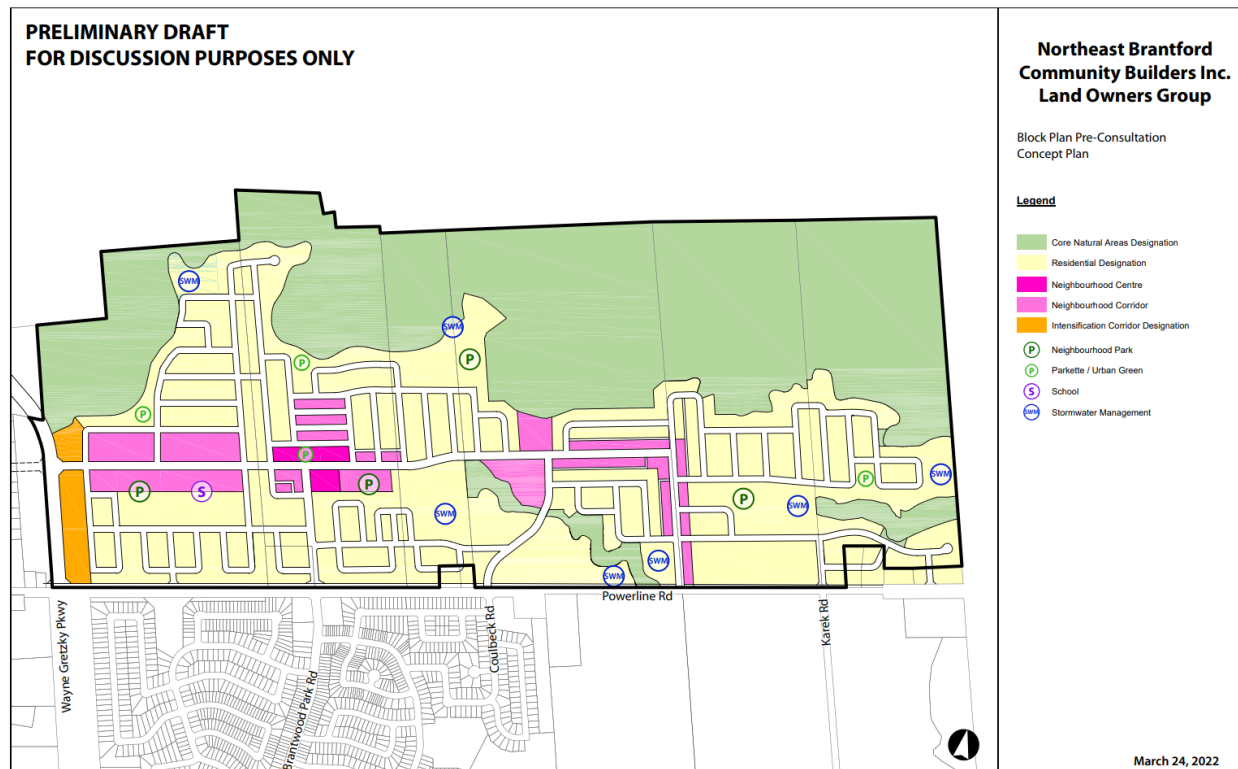 PRELIMINARY DRAFT
FOR DISCUSSION PURPOSES ONLY
Northeast Brantford
Community Builders Inc.
Land Owners Group
Block Plan Pre-Consultation
Concept Plan
Legend
Core Natural Areas Designation
Residential Designation
Neighbourhood Centre
Neighbourhood Corridor
Intensification Corridor Designation
P Neighbourhood Park
P Parkette / Urban Green
S School
SWM Stormwater Management
SWM
SWM
P
P
P
P
SWM
P
P
S
P
P
P
SWM
SWM
SWM
SWM
Powerline Rd
Wayne Gretzky Pkwy
Brantwood Park Rd
Coulbeck Rd
Karek Rd
March 24, 2022